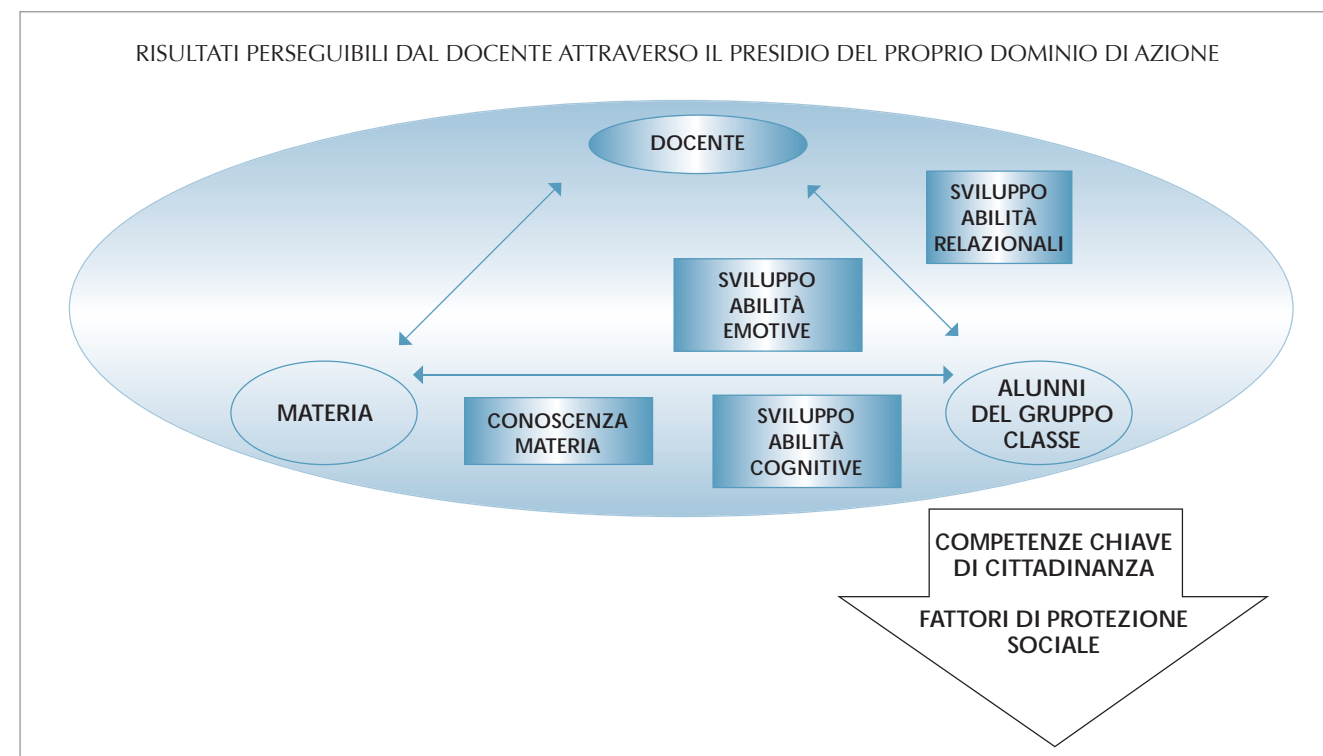 RISULTATI PERSEGUIBILI DAL DOCENTE ATTRAVERSO IL PRESIDIO DEL PROPRIO DOMINIO DI AZIONE
DOCENTE
SVILUPPO
ABILITÀ
RELAZIONALI
SVILUPPO
ABILITÀ
EMOTIVE
MATERIA
CONOSCENZA
MATERIA
SVILUPPO
ABILITÀ
COGNITIVE
ALUNNI
DEL GRUPPO
CLASSE
COMPETENZE CHIAVE
DI CITTADINANZA
FATTORI DI PROTEZIONE
SOCIALE